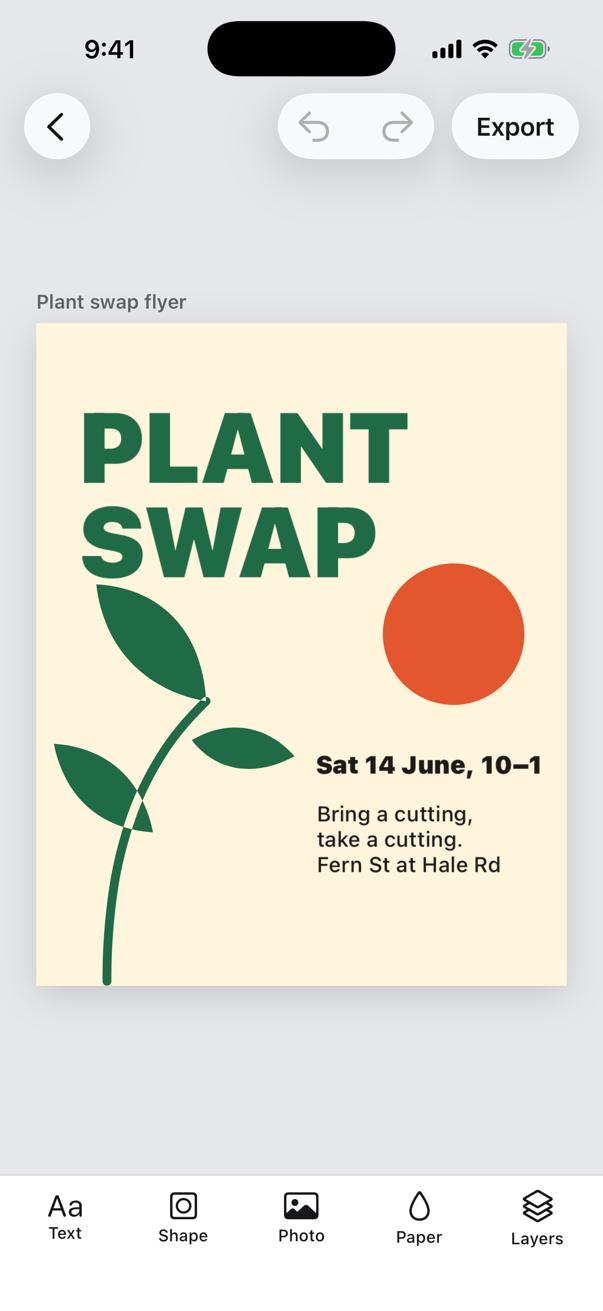 9:41
Export
Plant swap flyer
PLANT
SWAP
Sat 14 June, 10–1
Bring a cutting,
take a cutting.
Fern St at Hale Rd
Aa
Text
Shape
Photo
Paper
Layers